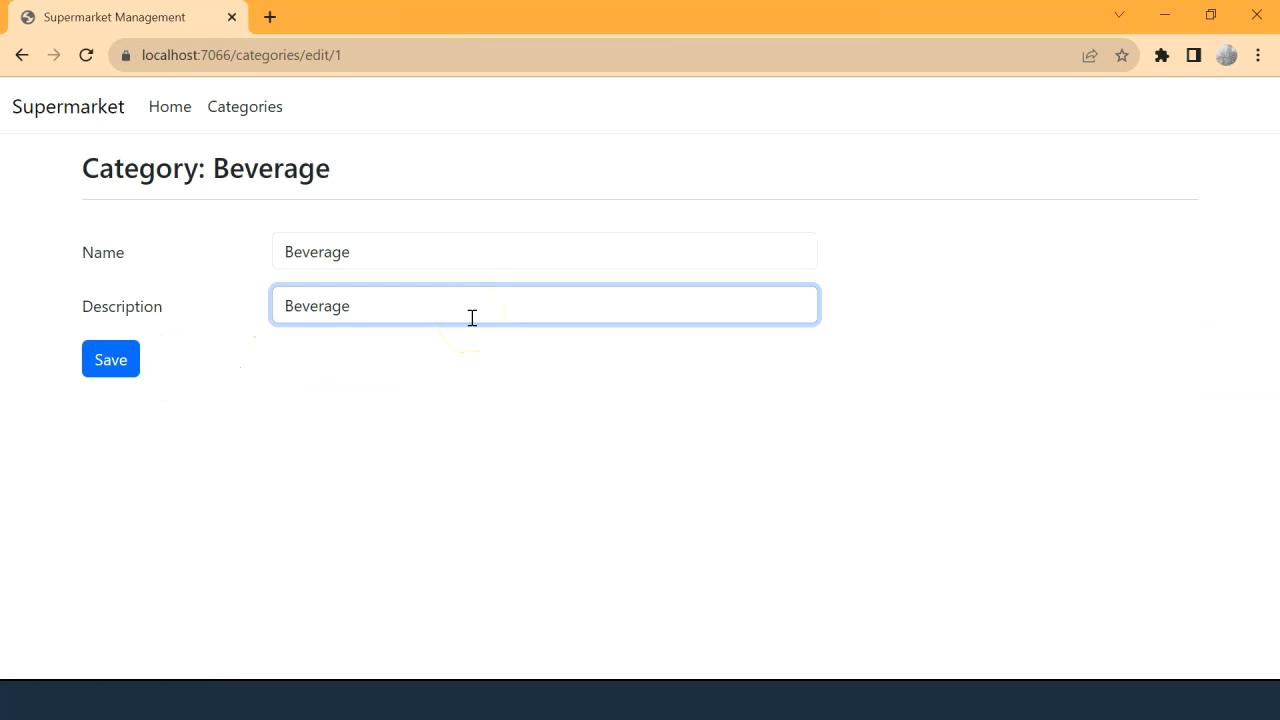 Supermarket Management
localhost:7066/categories/edit/1
Supermarket Home Categories
Category: Beverage
Name Beverage
Description Beverage
Save